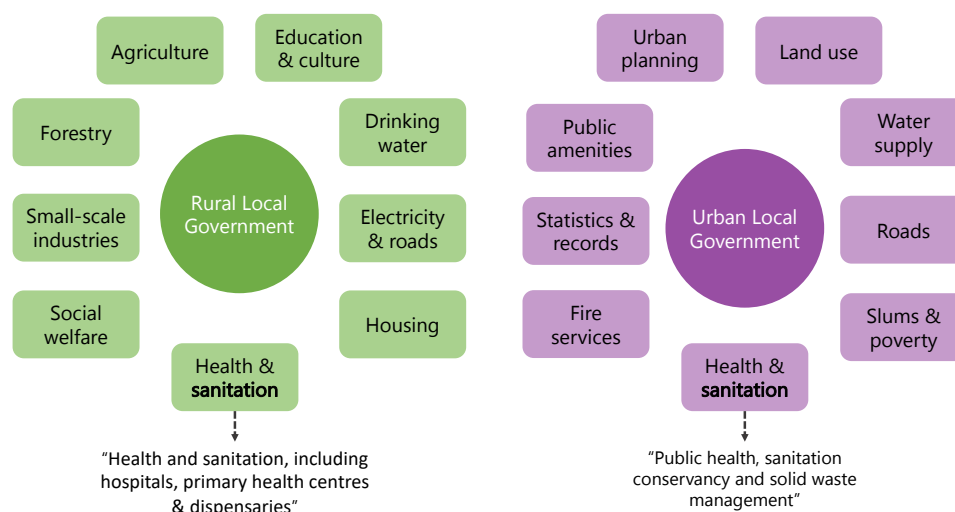 Agriculture
Education
& culture
Forestry
Drinking
water
Rural Local
Government
Small-scale
industries
Electricity
& roads
Social
welfare
Housing
Health &
sanitation
“Health and sanitation, including
hospitals, primary health centres
& dispensaries”
Urban
planning
Land use
Public
amenities
Water
supply
Urban Local
Government
Statistics &
records
Roads
Fire
services
Slums &
poverty
Health &
sanitation
“Public health, sanitation
conservancy and solid waste
management”